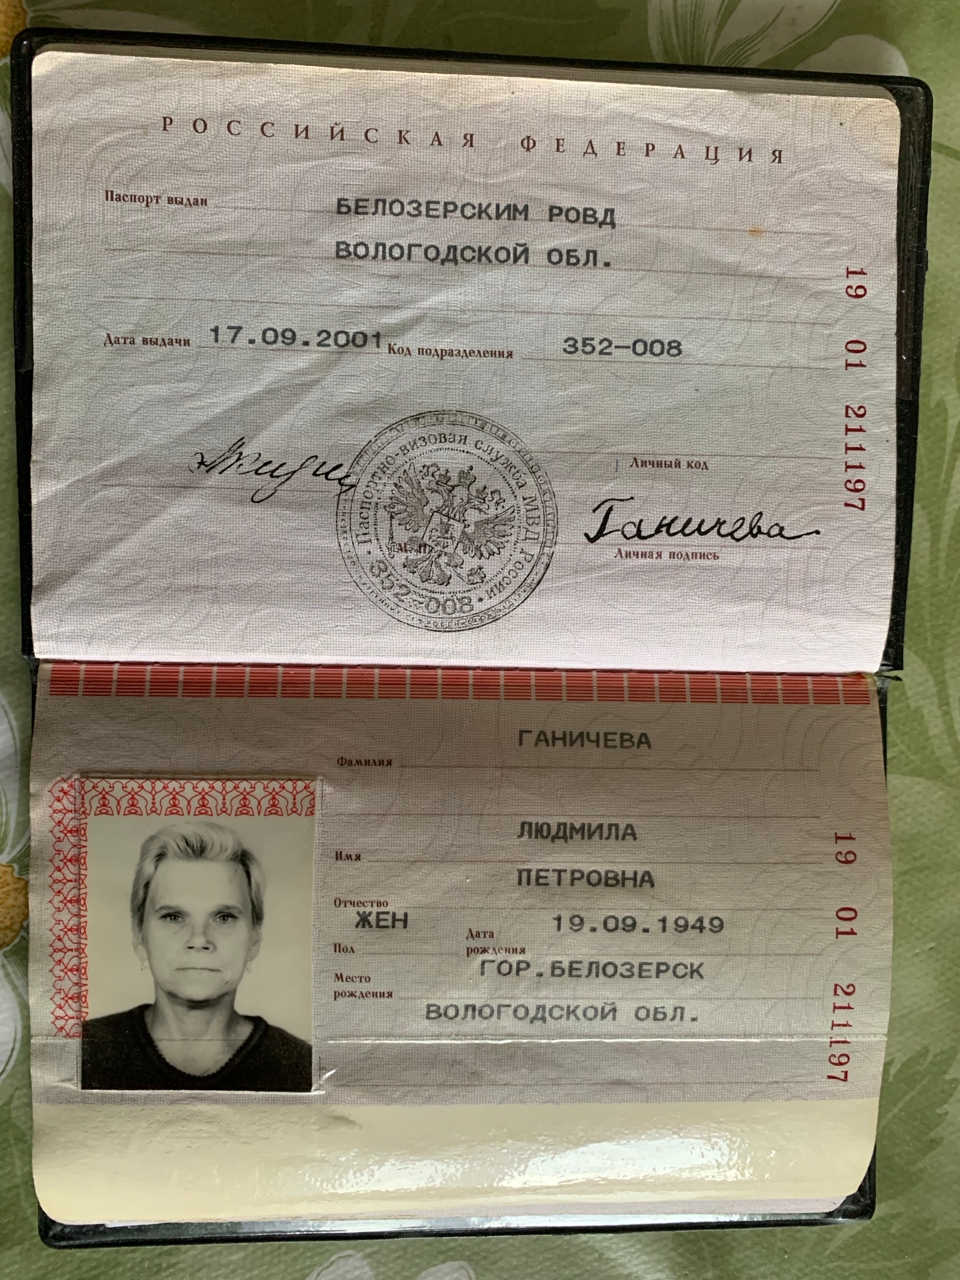 РОССИЙСКАЯ ФЕДЕРАЦИЯ
Паспорт выдан БЕЛОЗЕРСКИМ РОВД
ВОЛОГОДСКОЙ ОБЛ.
Дата выдачи 17.09.2001 Код подразделения 352-008
19 01 211197
Личный код
Паспортно-визовая служба МВД России
М.П.
352-008
Ганичева
Личная подпись
ГАНИЧЕВА
Фамилия
ЛЮДМИЛА
Имя
ПЕТРОВНА
Отчество
ЖЕН 19.09.1949
Пол Дата рождения
ГОР.БЕЛОЗЕРСК
Место рождения
ВОЛОГОДСКОЙ ОБЛ.
19 01 211197